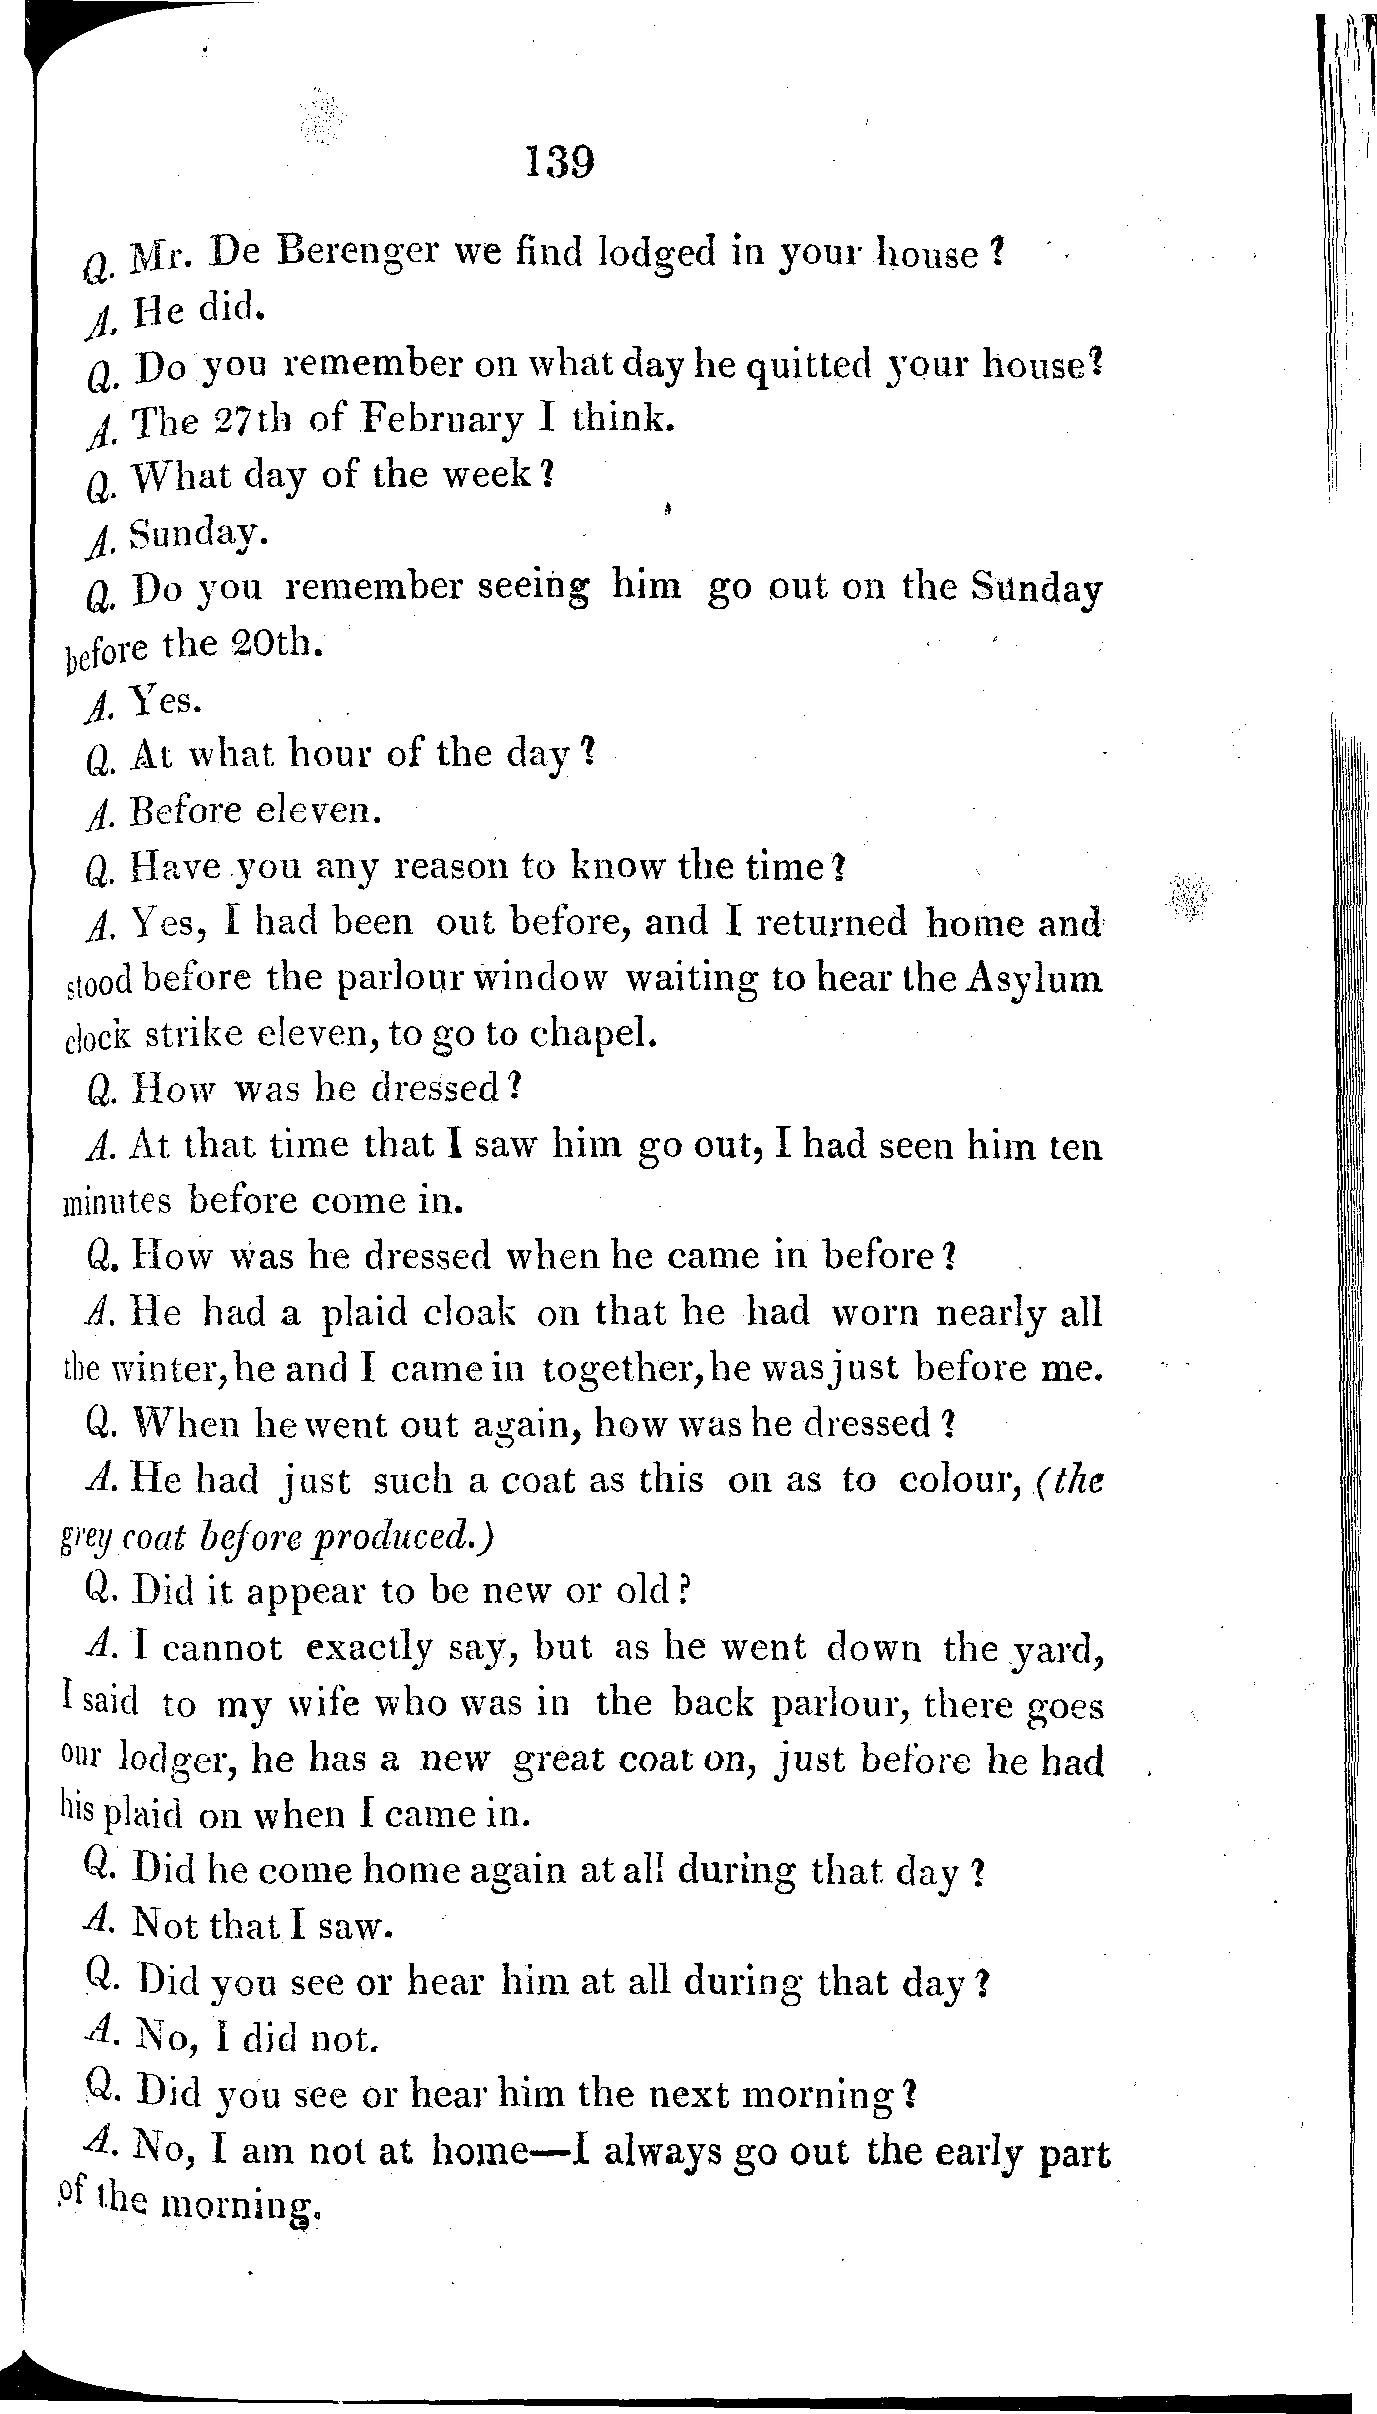 139
Q. Mr. De Berenger we find lodged in your house?
A. He did.
Q. Do you remember on what day he quitted your house?
A. The 27th of February I think.
Q. What day of the week?
A. Sunday.
Q. Do you remember seeing him go out on the Sunday
before the 20th.
A. Yes.
Q. At what hour of the day?
A. Before eleven.
Q. Have you any reason to know the time?
A. Yes, I had been out before, and I returned home and
stood before the parlour window waiting to hear the Asylum
clock strike eleven, to go to chapel.
Q. How was he dressed?
A. At that time that I saw him go out, I had seen him ten
minutes before come in.
Q. How was he dressed when he came in before?
A. He had a plaid cloak on that he had worn nearly all
the winter, he and I came in together, he was just before me.
Q. When he went out again, how was he dressed?
A. He had just such a coat as this on as to colour, (the
grey coat before produced.)
Q. Did it appear to be new or old?
A. I cannot exactly say, but as he went down the yard,
I said to my wife who was in the back parlour, there goes
our lodger, he has a new great coat on, just before he had
his plaid on when I came in.
Q. Did he come home again at all during that day?
A. Not that I saw.
Q. Did you see or hear him at all during that day?
A. No, I did not.
Q. Did you see or hear him the next morning?
A. No, I am not at home—I always go out the early part
of the morning.